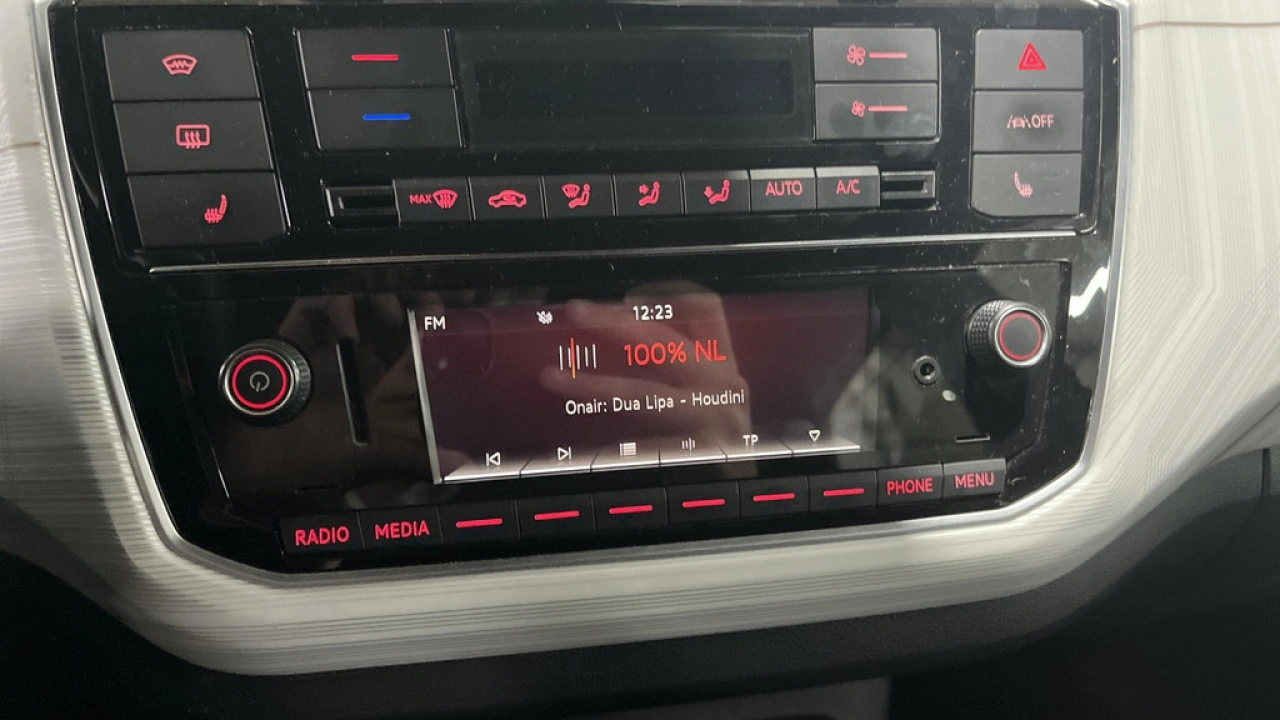 OFF
MAX AUTO A/C
FM 12:23
100% NL
Onair: Dua Lipa - Houdini
TP
RADIO MEDIA PHONE MENU